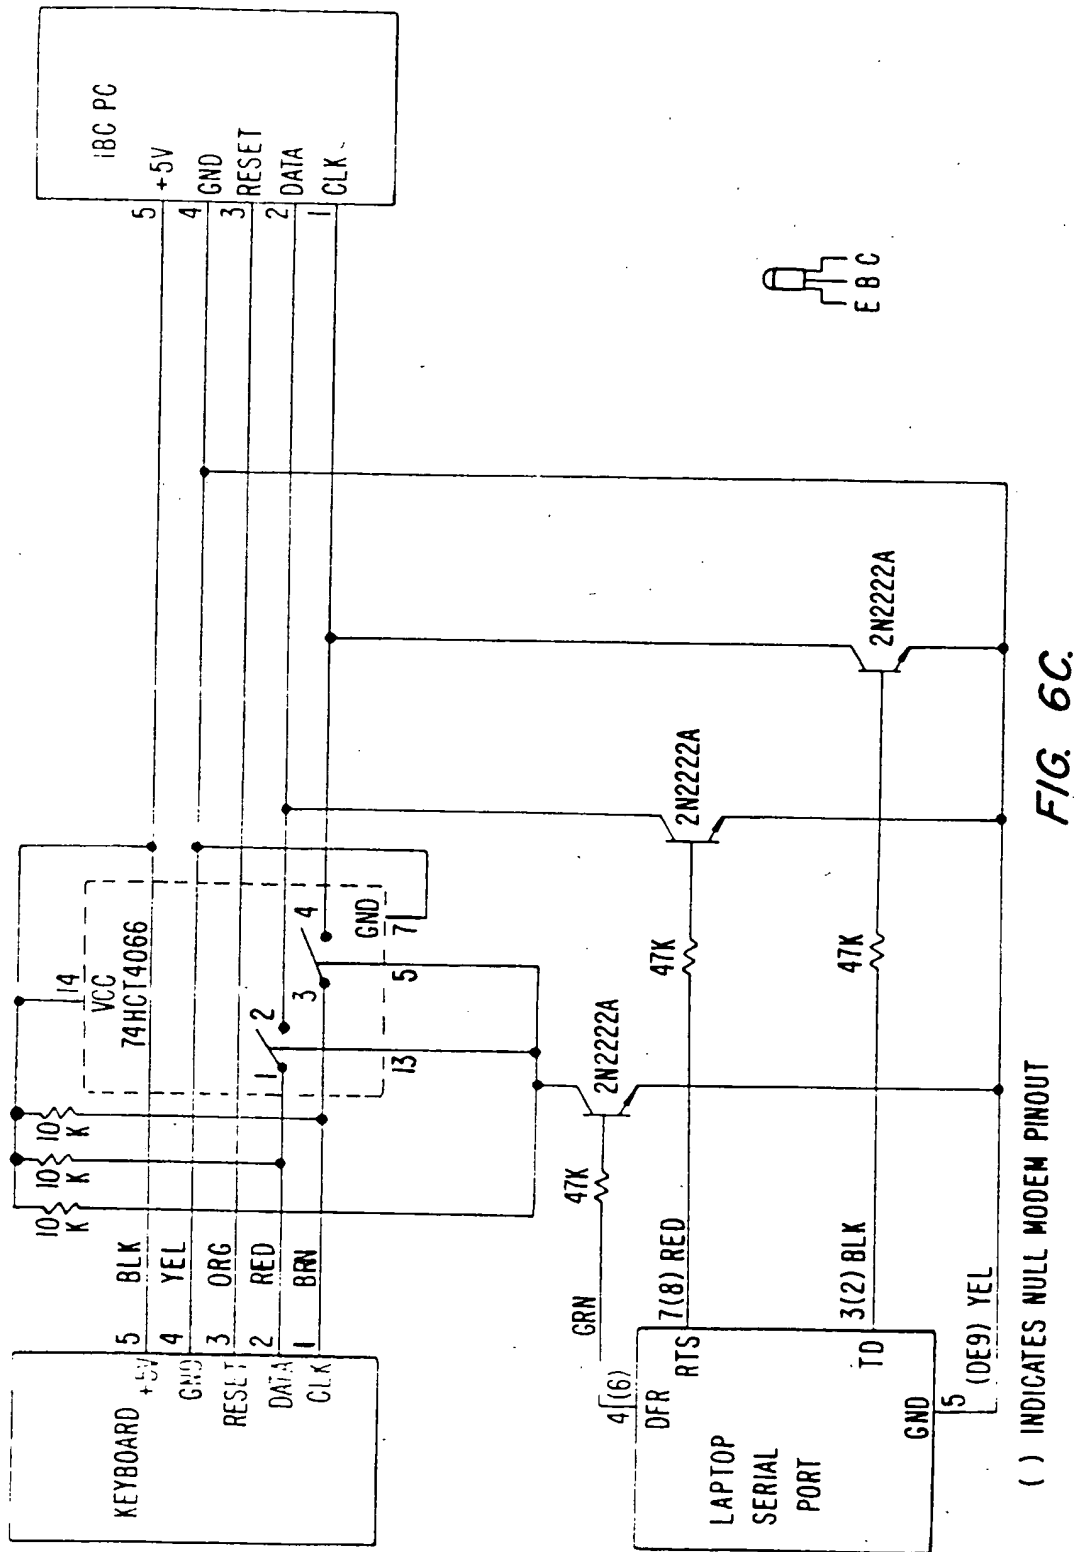 KEYBOARD
+5V
GND
RESET
DATA
CLK
5
4
3
2
1
BLK
YEL
ORG
RED
BRN
10
K
10
K
10
K
14
VCC
74HCT4066
1
2
3
4
13
5
GND
7
IBC PC
5
4
3
2
1
+5V
GND
RESET
DATA
CLK
LAPTOP
SERIAL
PORT
4 (6)
DFR
RTS
TD
GND
GRN
7(8) RED
3(2) BLK
5 (DE9) YEL
47K
47K
47K
2N2222A
2N2222A
2N2222A
E B C
( ) INDICATES NULL MODEM PINOUT
FIG. 6C.